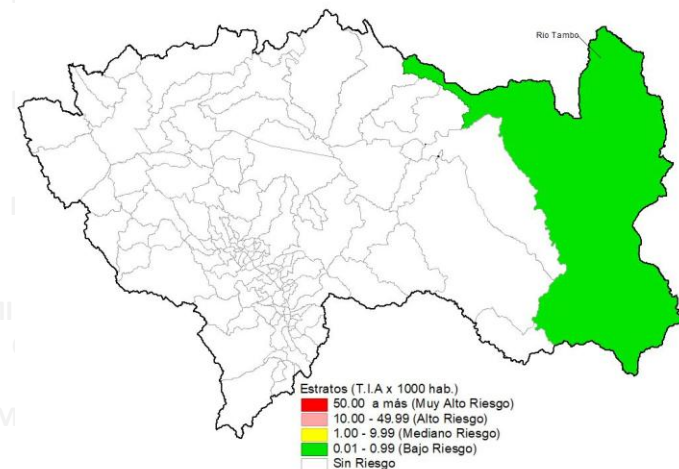 Rio Tambo
Estratos (T.I.A x 1000 hab.)
50.00 a más (Muy Alto Riesgo)
10.00 - 49.99 (Alto Riesgo)
1.00 - 9.99 (Mediano Riesgo)
0.01 - 0.99 (Bajo Riesgo)
Sin Riesgo